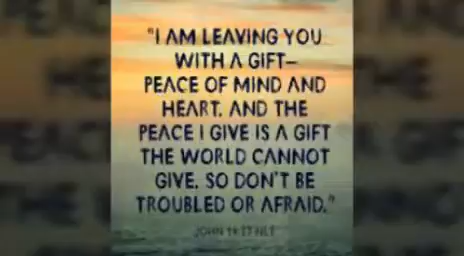 "I AM LEAVING YOU
WITH A GIFT—
PEACE OF MIND AND
HEART. AND THE
PEACE I GIVE IS A GIFT
THE WORLD CANNOT
GIVE. SO DON'T BE
TROUBLED OR AFRAID."
JOHN 14:27 NLT